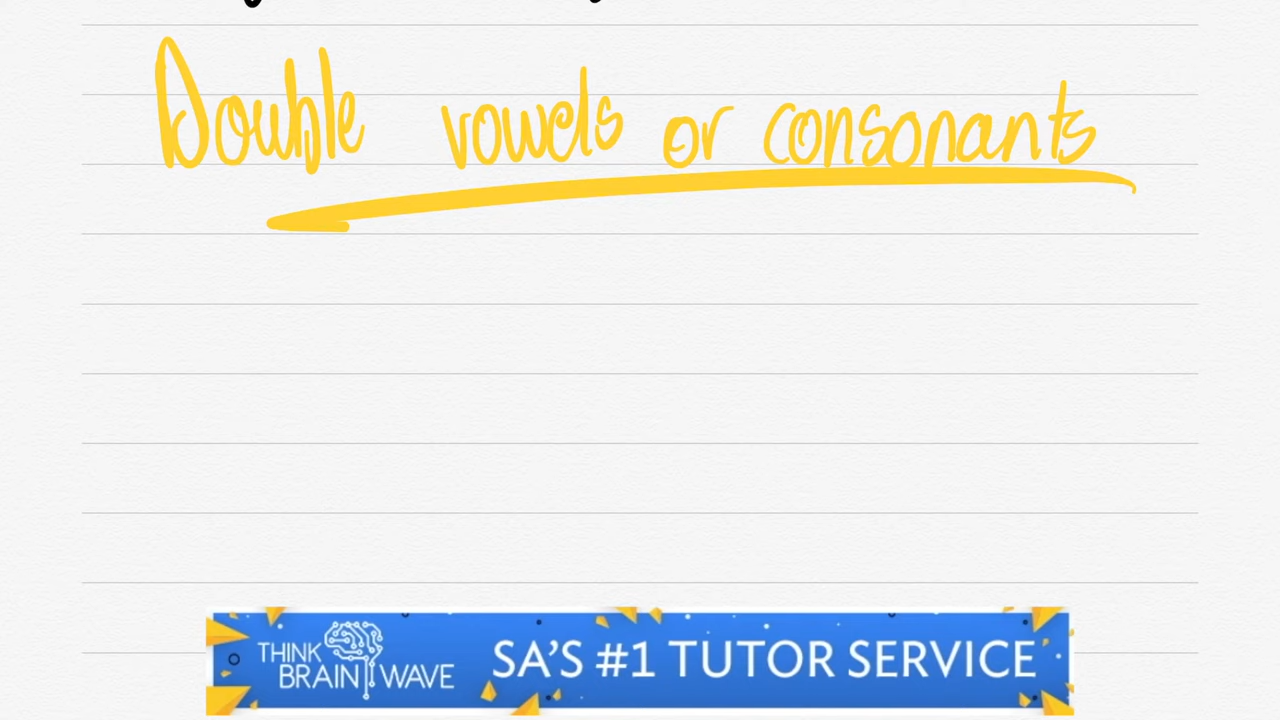 Double vowels or consonants
THINK
BRAIN WAVE
SA'S #1 TUTOR SERVICE